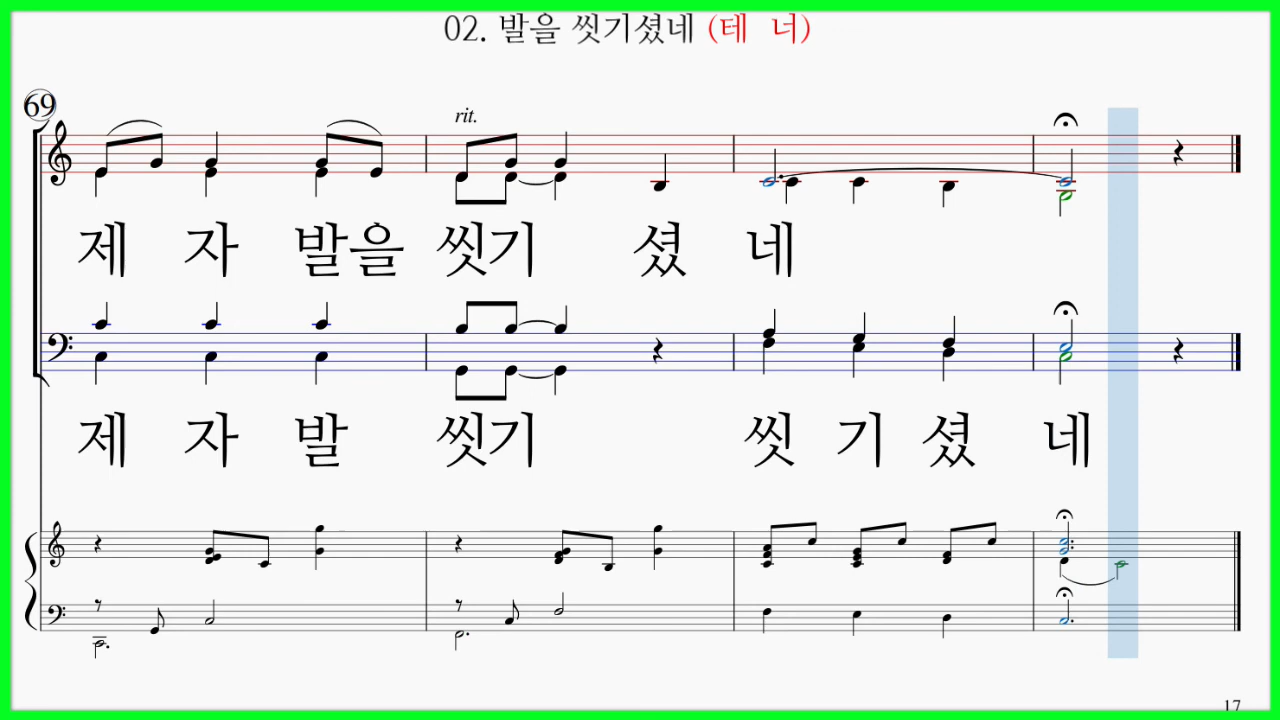 02. 발을 씻기셨네 (테 너)
69
rit.
제 자 발을 씻기 셨 네
제 자 발 씻기 씻 기 셨 네
17